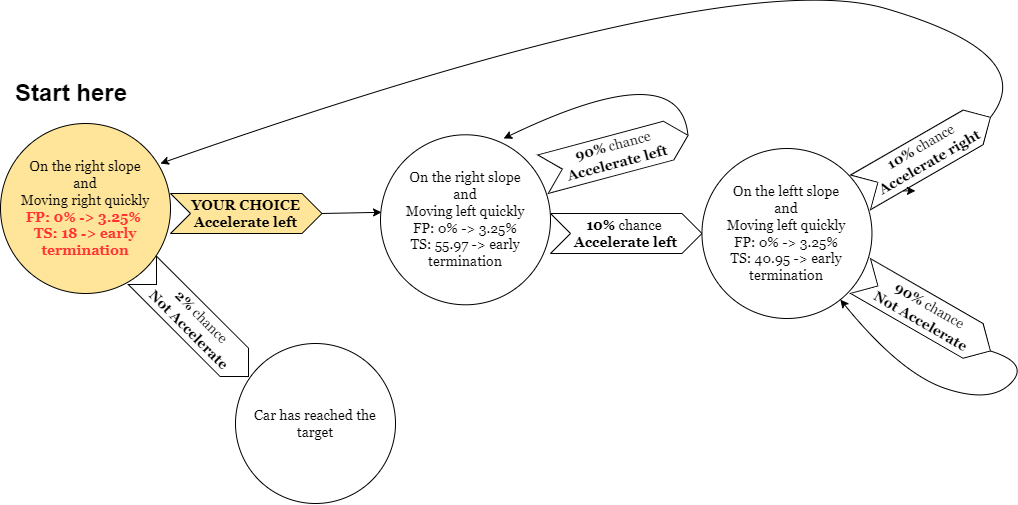 Start here
On the right slope
and
Moving right quickly
FP: 0% -> 3.25%
TS: 18 -> early
termination
YOUR CHOICE
Accelerate left
2% chance
Not Accelerate
Car has reached the
target
On the right slope
and
Moving left quickly
FP: 0% -> 3.25%
TS: 55.97 -> early
termination
90% chance
Accelerate left
10% chance
Accelerate left
On the leftt slope
and
Moving left quickly
FP: 0% -> 3.25%
TS: 40.95 -> early
termination
10% chance
Accelerate right
90% chance
Not Accelerate